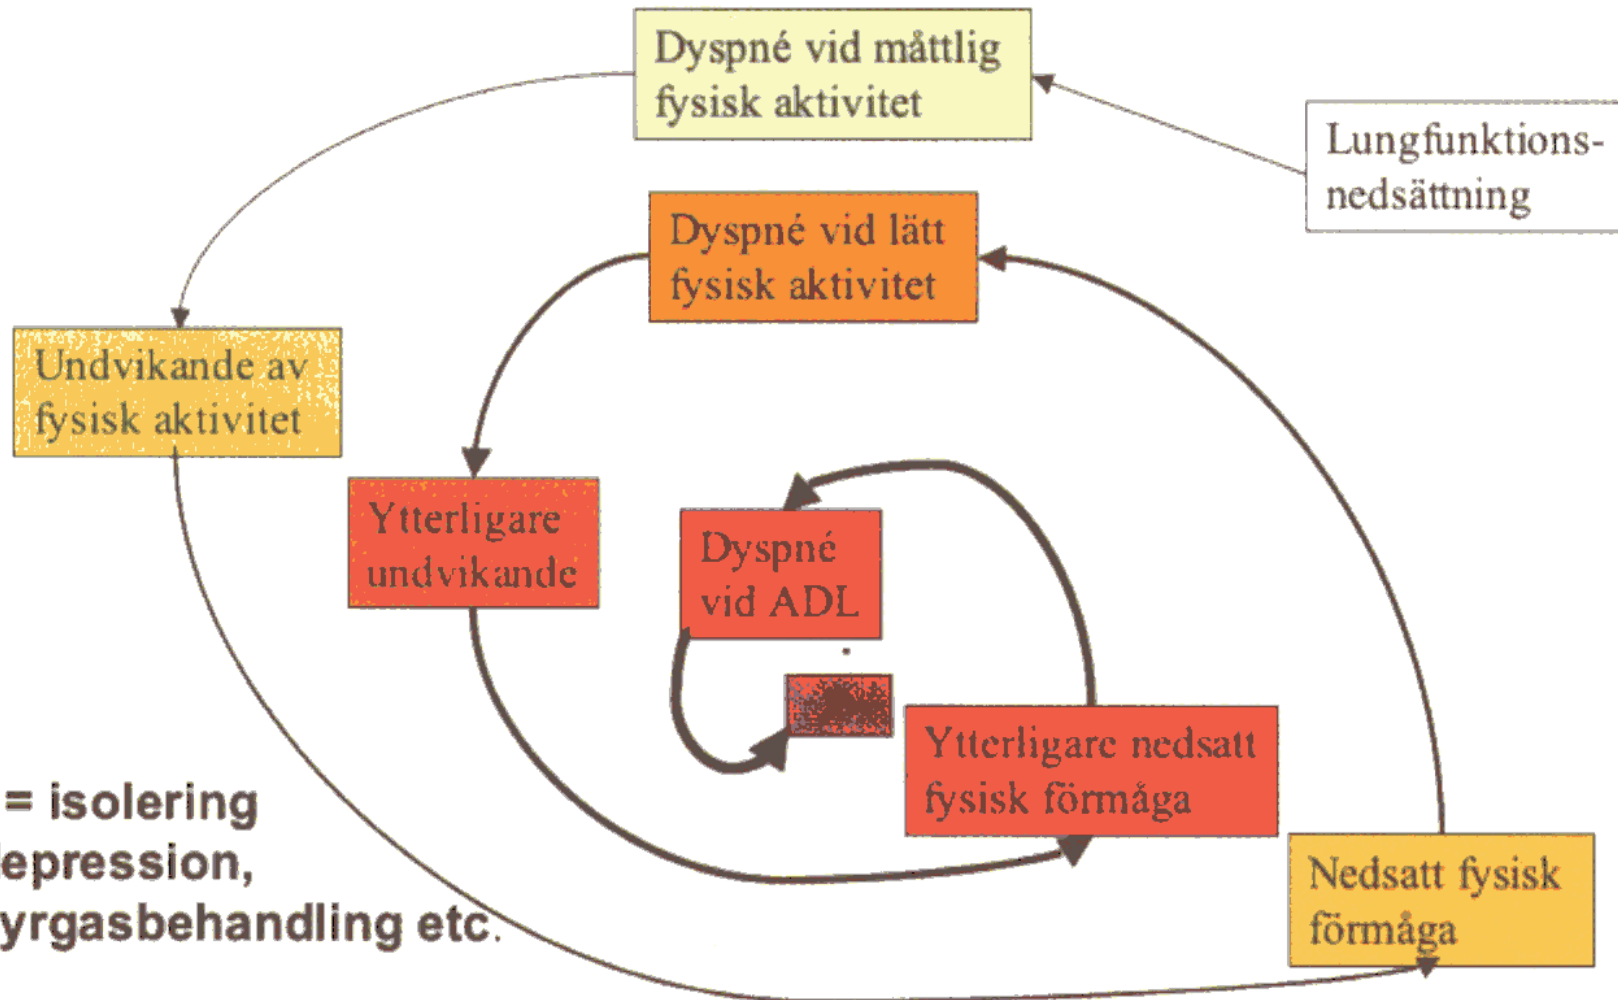 Dyspné vid måttlig
fysisk aktivitet
Lungfunktions-
nedsättning
Dyspné vid lätt
fysisk aktivitet
Undvikande av
fysisk aktivitet
Ytterligare
undvikande
Dyspné
vid ADL
Ytterligare nedsatt
fysisk förmåga
Nedsatt fysisk
förmåga
= isolering
depression,
yrgasbehandling etc.